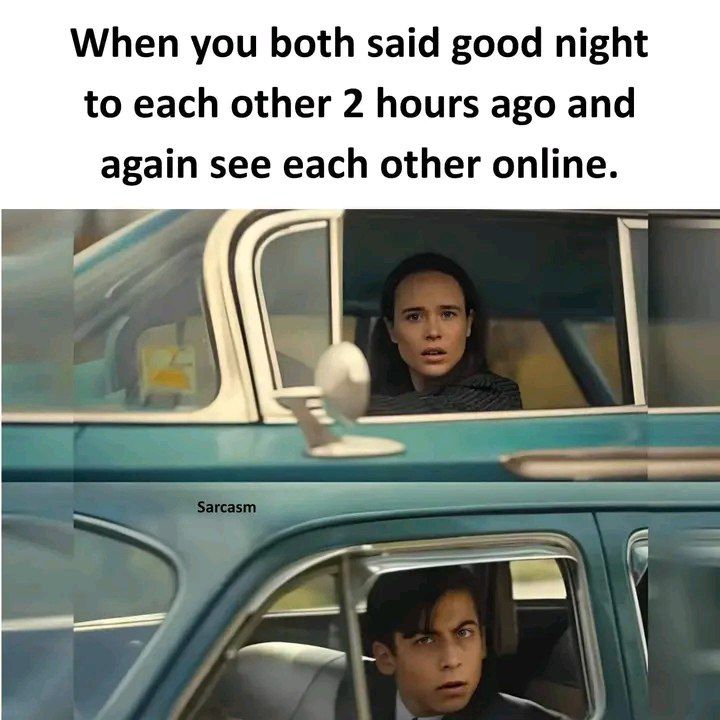 When you both said good night
to each other 2 hours ago and
again see each other online.
Sarcasm